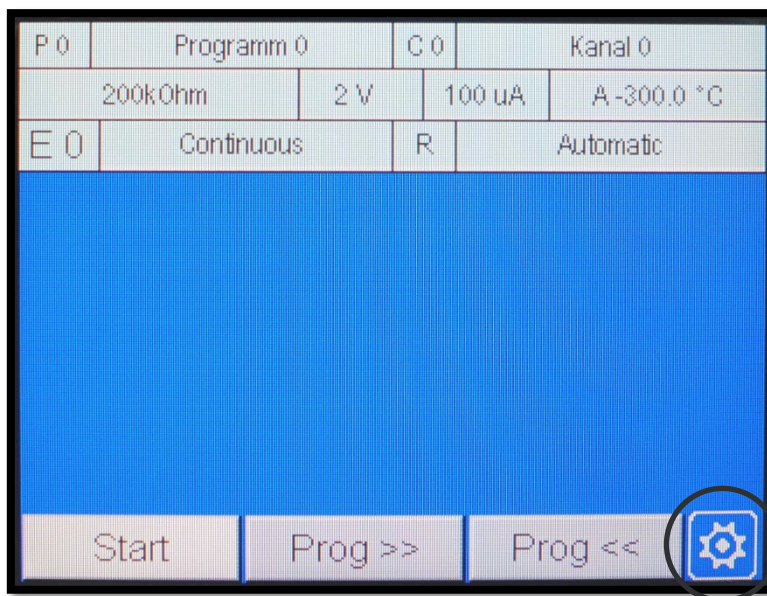 P 0 Programm 0 C 0 Kanal 0
200kOhm 2 V 100 uA A -300.0 °C
E 0 Continuous R Automatic
Start Prog >> Prog <<